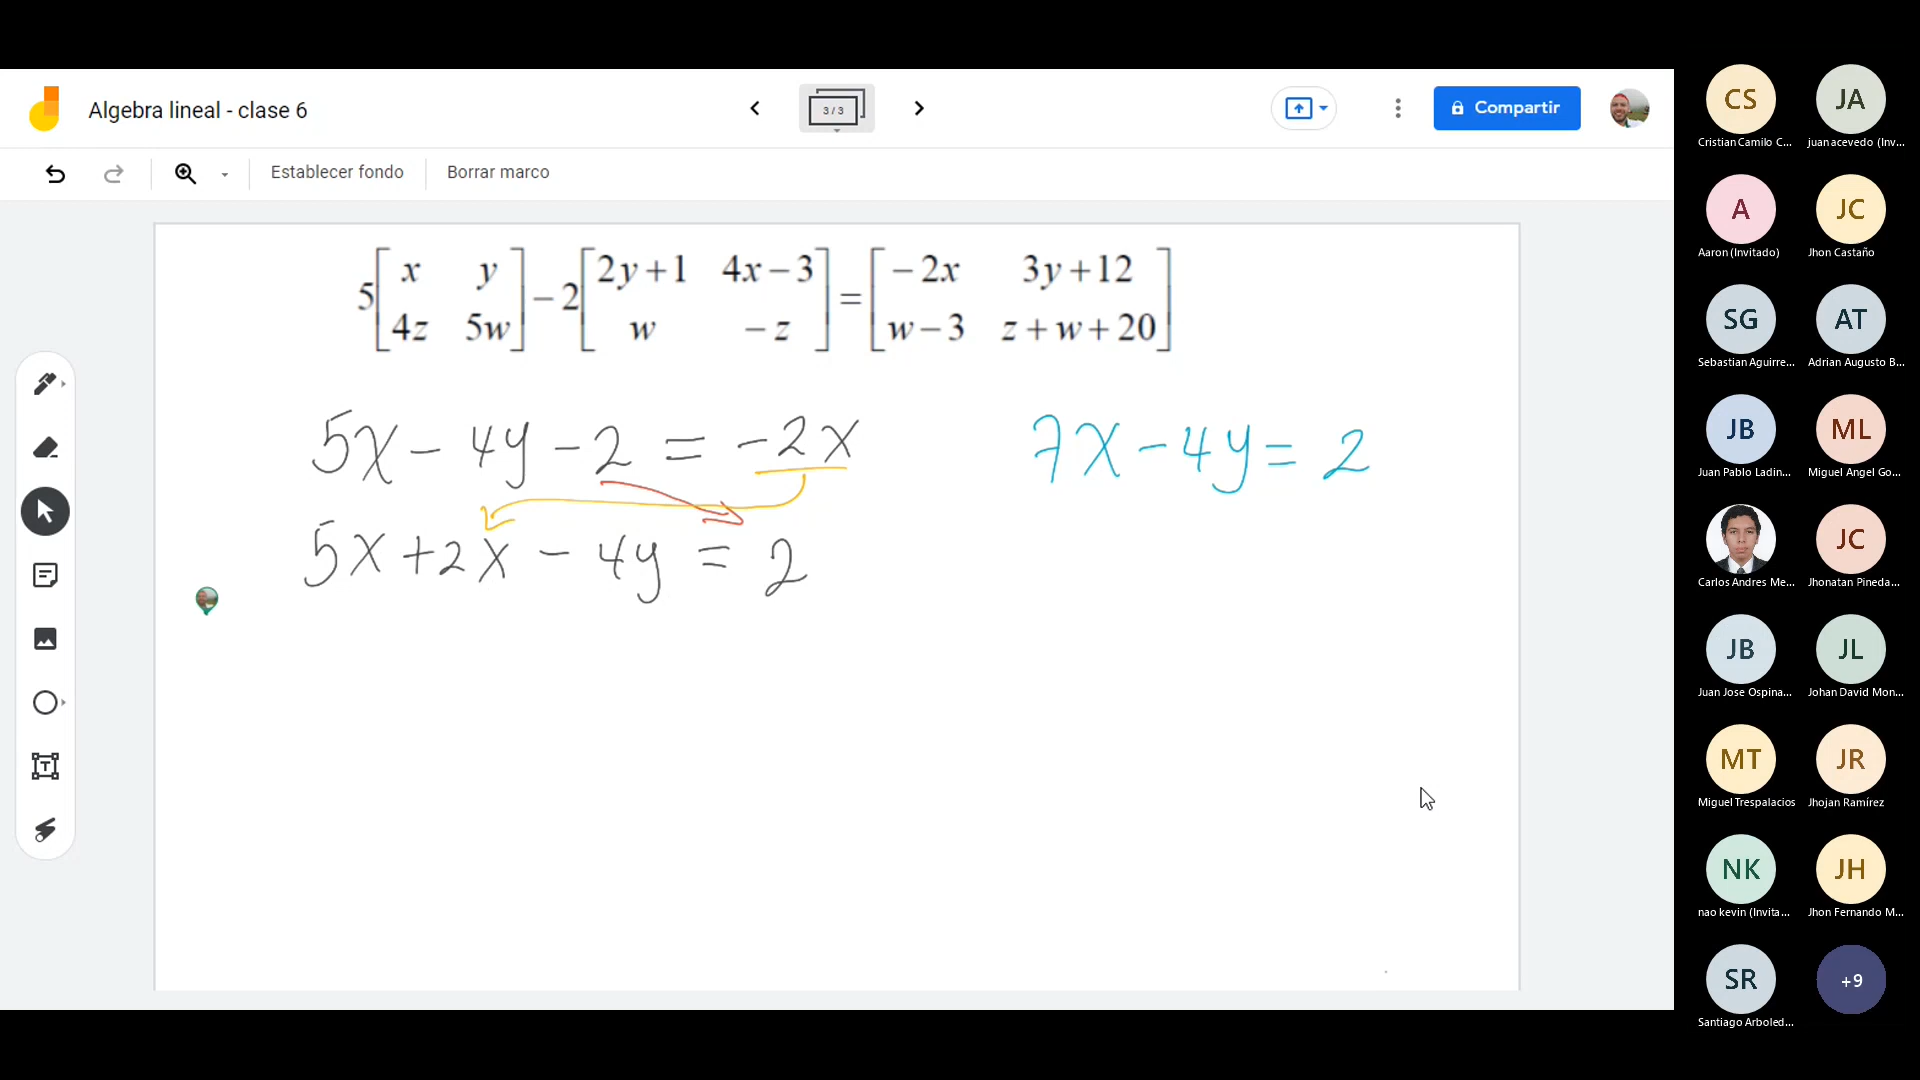 Algebra lineal - clase 6
3 / 3
Compartir
Establecer fondo
Borrar marco
5[x y 4z 5w] − 2[2y+1 4x−3 w −z] = [−2x 3y+12 w−3 z+w+20]
5x − 4y − 2 = −2x
7x − 4y = 2
5x + 2x − 4y = 2
CS
JA
Cristian Camilo C...
juan acevedo (Inv...
A
JC
Aaron (Invitado)
Jhon Castaño
SG
AT
Sebastian Aguirre...
Adrian Augusto B...
JB
ML
Juan Pablo Ladin...
Miguel Angel Go...
JC
Carlos Andres Me...
Jhonatan Pineda...
JB
JL
Juan Jose Ospina...
Johan David Mon...
MT
JR
Miguel Trespalacios
Jhojan Ramírez
NK
JH
nao kevin (Invita...
Jhon Fernando M...
SR
+9
Santiago Arboled...